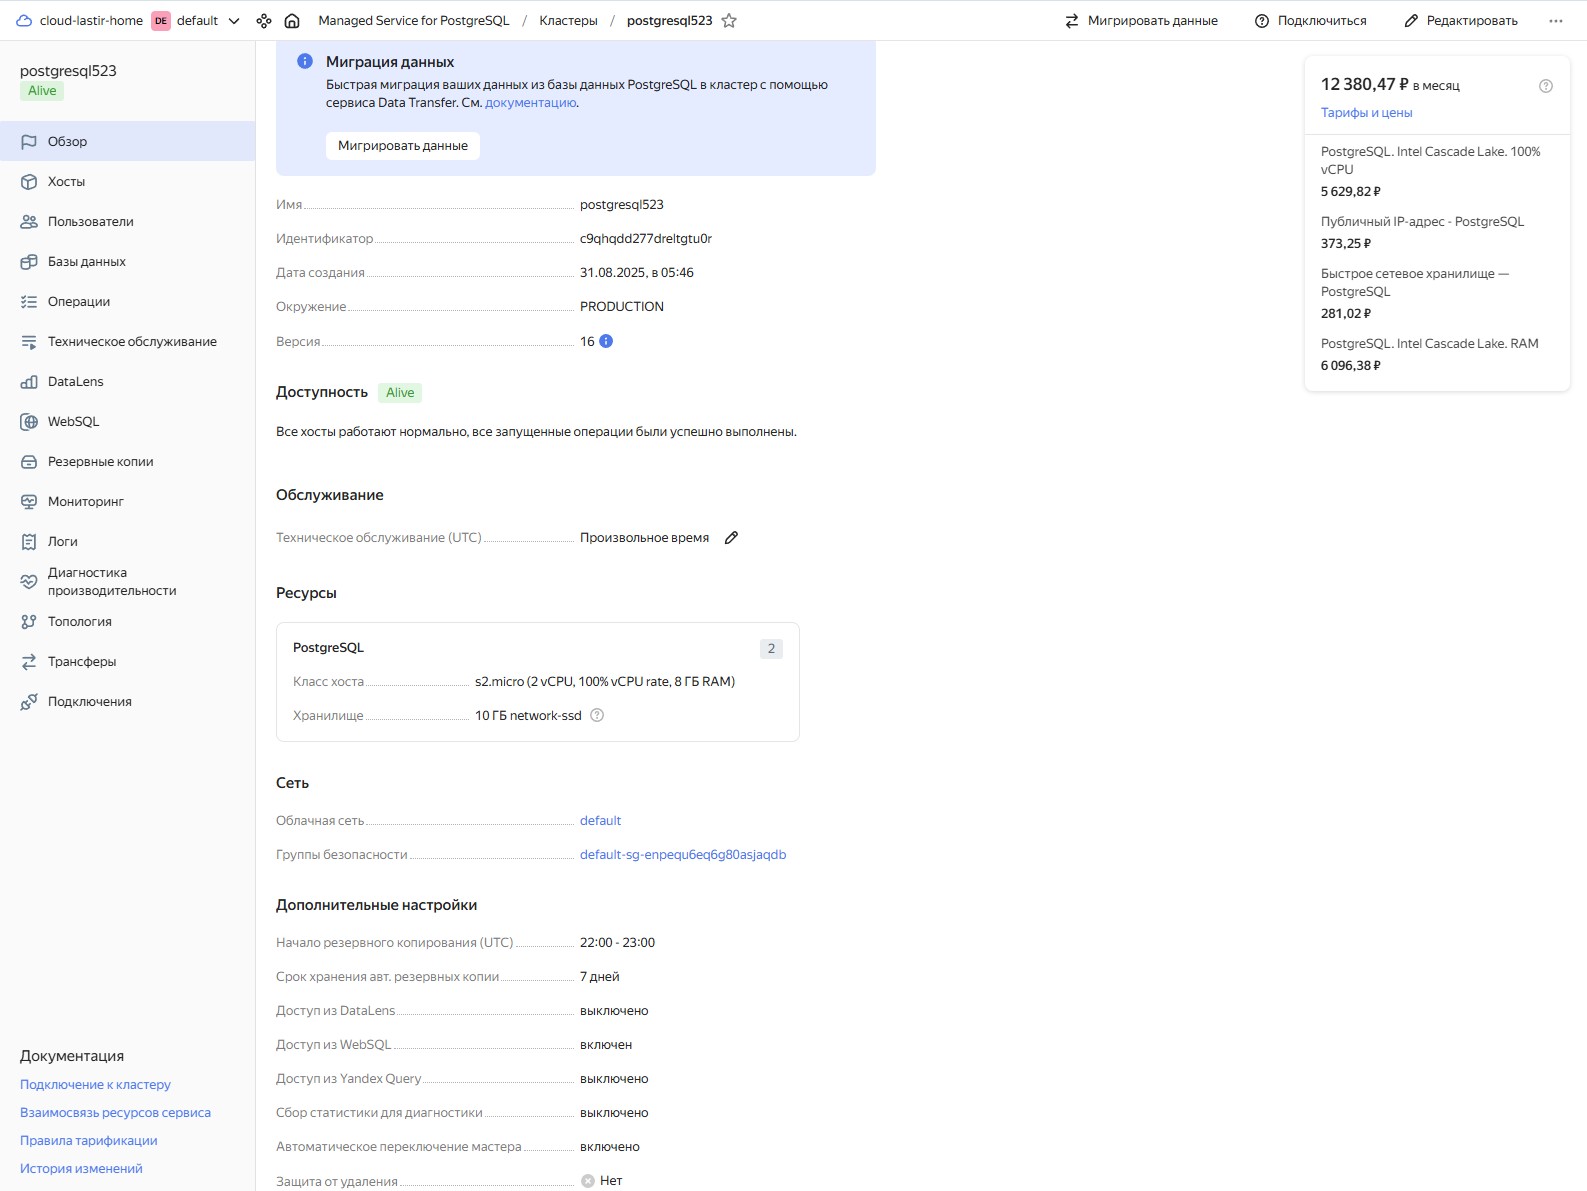 cloud-lastir-home DE default
Managed Service for PostgreSQL / Кластеры / postgresql523
Мигрировать данные
Подключиться
Редактировать
postgresql523
Alive
Обзор
Хосты
Пользователи
Базы данных
Операции
Техническое обслуживание
DataLens
WebSQL
Резервные копии
Мониторинг
Логи
Диагностика
производительности
Топология
Трансферы
Подключения
Документация
Подключение к кластеру
Взаимосвязь ресурсов сервиса
Правила тарификации
История изменений
Миграция данных
Быстрая миграция ваших данных из базы данных PostgreSQL в кластер с помощью
сервиса Data Transfer. См. документацию.
Мигрировать данные
Имя postgresql523
Идентификатор c9qhqdd277dreltgtu0r
Дата создания 31.08.2025, в 05:46
Окружение PRODUCTION
Версия 16
Доступность Alive
Все хосты работают нормально, все запущенные операции были успешно выполнены.
Обслуживание
Техническое обслуживание (UTC) Произвольное время
Ресурсы
PostgreSQL 2
Класс хоста s2.micro (2 vCPU, 100% vCPU rate, 8 ГБ RAM)
Хранилище 10 ГБ network-ssd
Сеть
Облачная сеть default
Группы безопасности default-sg-enpequ6eq6g80asjaqdb
Дополнительные настройки
Начало резервного копирования (UTC) 22:00 - 23:00
Срок хранения авт. резервных копии 7 дней
Доступ из DataLens выключено
Доступ из WebSQL включен
Доступ из Yandex Query выключено
Сбор статистики для диагностики выключено
Автоматическое переключение мастера включено
Защита от удаления Нет
12 380,47 ₽ в месяц
Тарифы и цены
PostgreSQL. Intel Cascade Lake. 100%
vCPU
5 629,82 ₽
Публичный IP-адрес - PostgreSQL
373,25 ₽
Быстрое сетевое хранилище —
PostgreSQL
281,02 ₽
PostgreSQL. Intel Cascade Lake. RAM
6 096,38 ₽